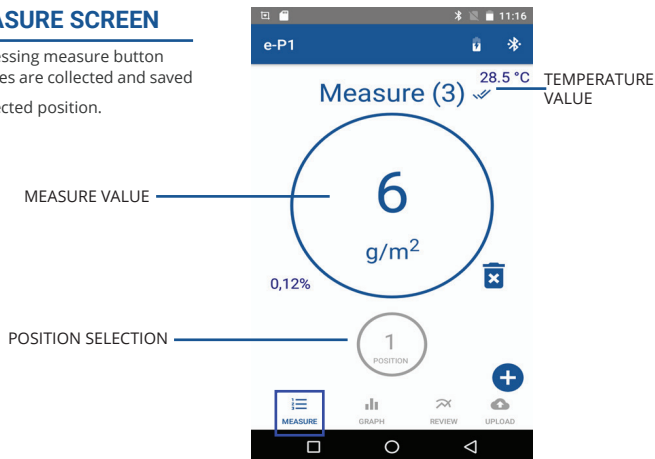 ASURE SCREEN
essing measure button
es are collected and saved
ected position.
11:16
e-P1
28.5 °C
Measure (3)
TEMPERATURE
VALUE
6
g/m²
MEASURE VALUE
0,12%
POSITION SELECTION
1
POSITION
MEASURE GRAPH REVIEW UPLOAD